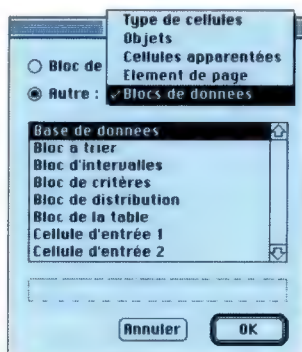 Type de cellules
Objets
Cellules apparentées
Element de page
✓Blocs de donnees
Bloc de
Autre :
Base de donnees
Bloc a trier
Bloc d'intervalles
Bloc de critères
Bloc de distribution
Bloc de la table
Cellule d'entrée 1
Cellule d'entrée 2
Annuler
OK